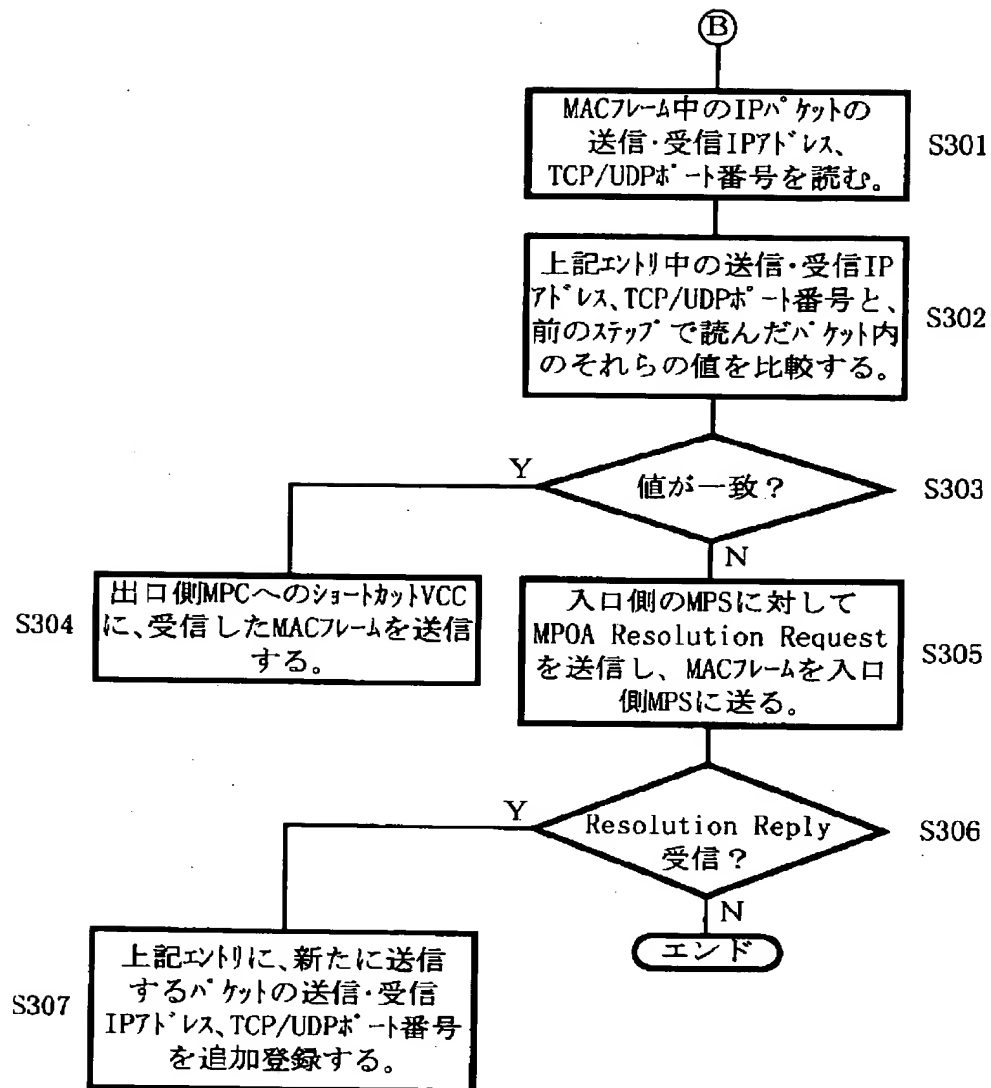 B
MACフレーム中のIPパケットの
送信・受信IPアドレス、
TCP/UDPポート番号を読む。
S301
上記エントリ中の送信・受信IP
アドレス、TCP/UDPポート番号と、
前のステップで読んだパケット内
のそれらの値を比較する。
S302
値が一致?
S303
Y
N
出口側MPCへのショートカットVCC
に、受信したMACフレームを送信
する。
S304
入口側のMPSに対して
MPOA Resolution Request
を送信し、MACフレームを入口
側MPSに送る。
S305
Resolution Reply
受信?
S306
Y
N
エンド
上記エントリに、新たに送信
するパケットの送信・受信
IPアドレス、TCP/UDPポート番号
を追加登録する。
S307